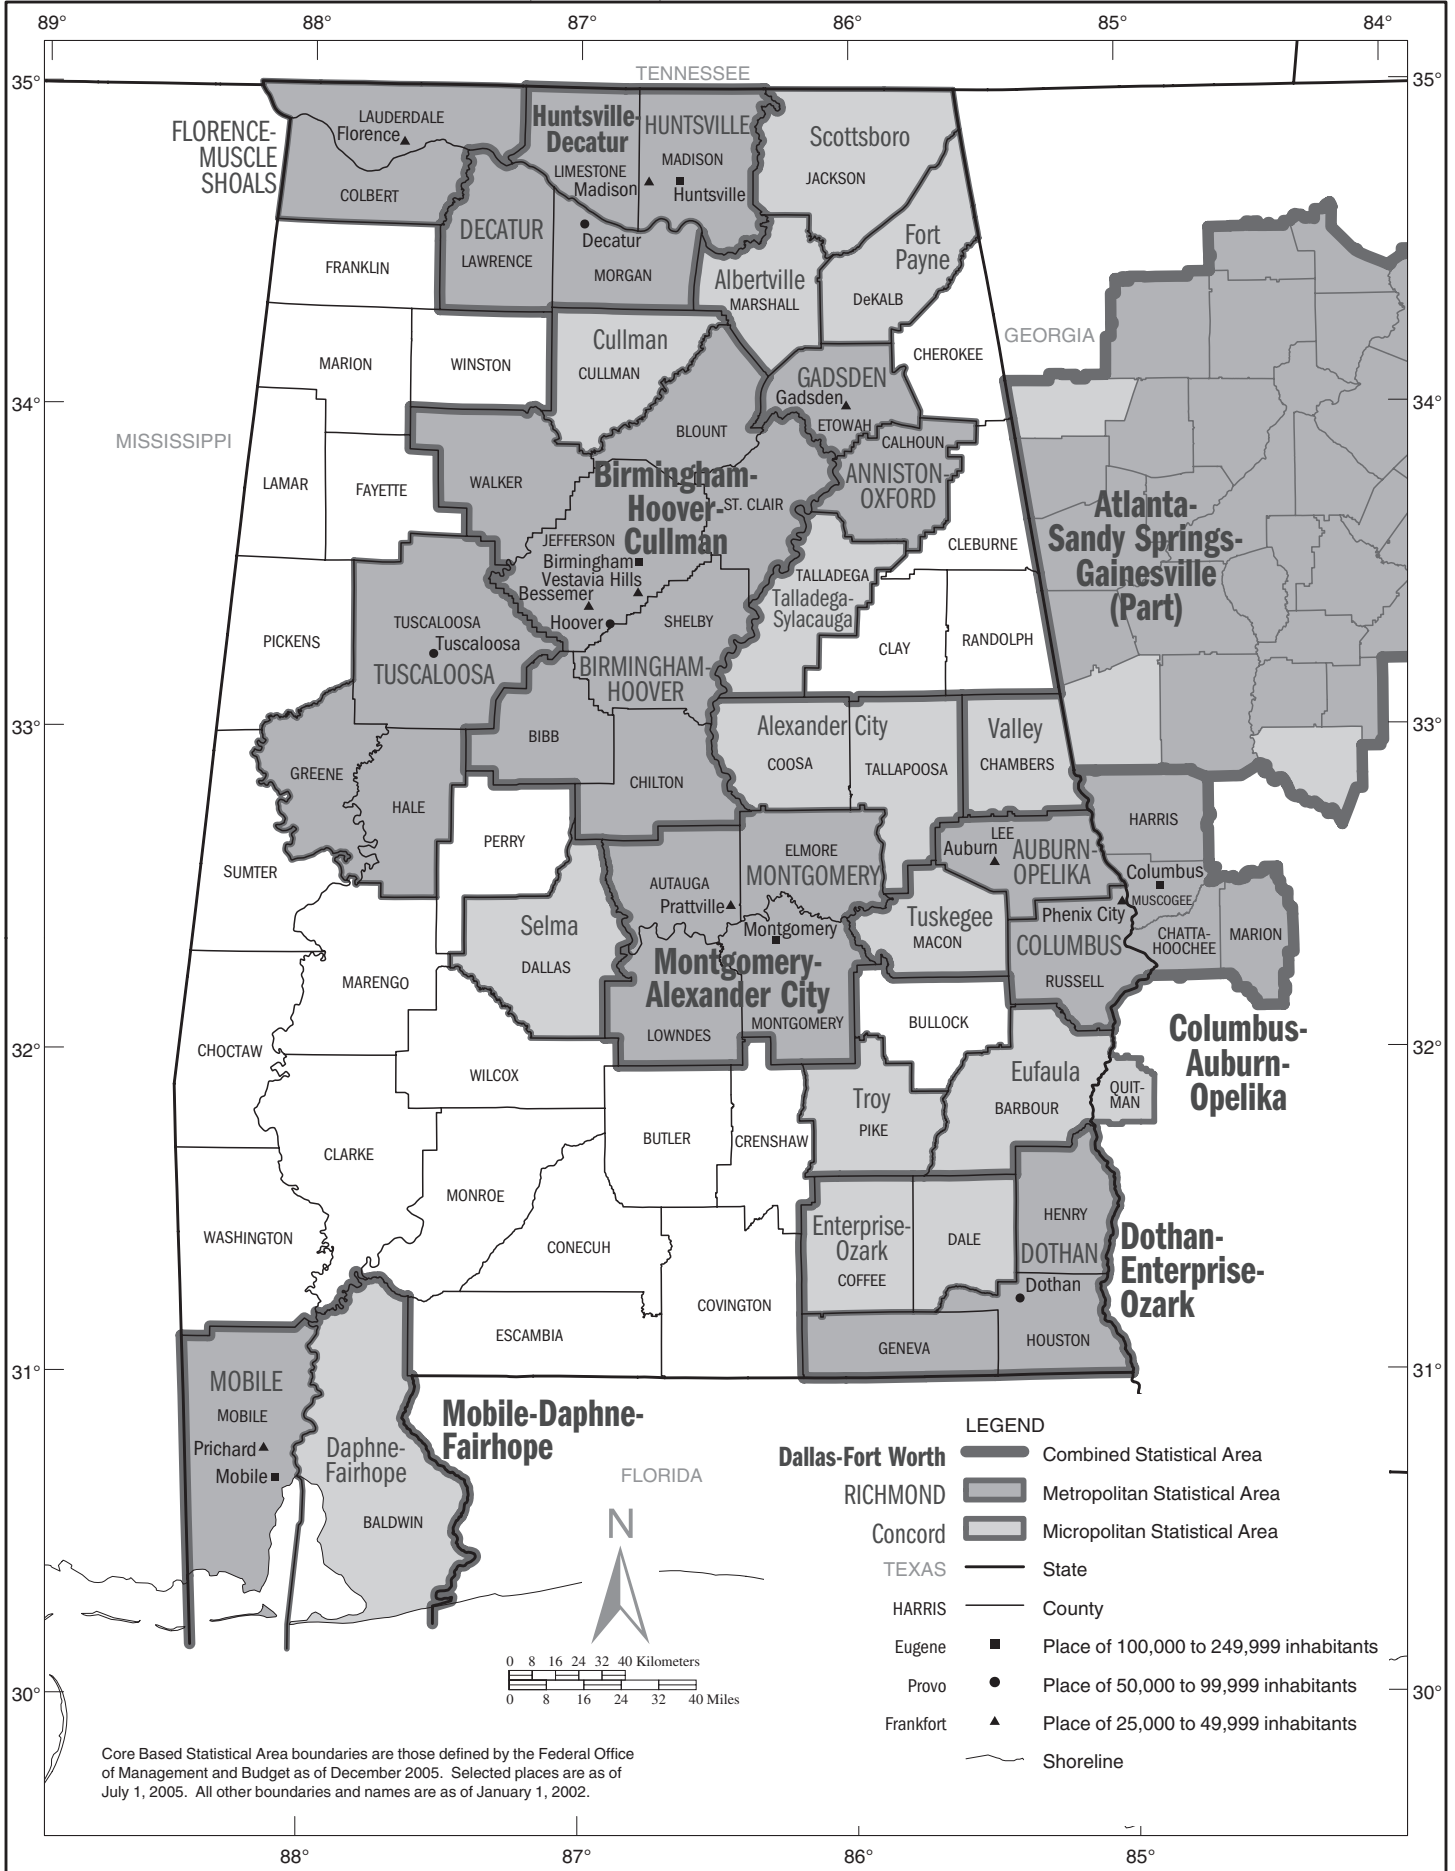 89°
88°
87°
86°
85°
84°
35°
TENNESSEE
35°
LAUDERDALE
Florence
FLORENCE-
MUSCLE
SHOALS
COLBERT
Huntsville-
Decatur
HUNTSVILLE
MADISON
LIMESTONE
Madison
Huntsville
Scottsboro
JACKSON
DECATUR
Decatur
LAWRENCE
MORGAN
Fort
Payne
DeKALB
Albertville
MARSHALL
FRANKLIN
GEORGIA
MARION
WINSTON
Cullman
CULLMAN
CHEROKEE
GADSDEN
Gadsden
ETOWAH
34°
34°
MISSISSIPPI
BLOUNT
CALHOUN
ANNISTON-
OXFORD
LAMAR
FAYETTE
WALKER
Birmingham-
Hoover-
Cullman
ST. CLAIR
JEFFERSON
Birmingham
Vestavia Hills
Bessemer
Hoover
SHELBY
BIRMINGHAM-
HOOVER
CLEBURNE
TALLADEGA
Talladega-
Sylacauga
Atlanta-
Sandy Springs-
Gainesville
(Part)
PICKENS
TUSCALOOSA
Tuscaloosa
TUSCALOOSA
CLAY
RANDOLPH
33°
33°
BIBB
CHILTON
Alexander City
COOSA
TALLAPOOSA
Valley
CHAMBERS
GREENE
HALE
PERRY
SUMTER
HARRIS
LEE
Auburn
AUBURN-
OPELIKA
ELMORE
MONTGOMERY
AUTAUGA
Prattville
Montgomery
Columbus
MUSCOGEE
Phenix City
COLUMBUS
RUSSELL
CHATTA-
HOOCHEE
MARION
Selma
DALLAS
Tuskegee
MACON
Montgomery-
Alexander City
MARENGO
LOWNDES
MONTGOMERY
BULLOCK
32°
32°
CHOCTAW
WILCOX
Columbus-
Auburn-
Opelika
Eufaula
BARBOUR
QUIT-
MAN
Troy
PIKE
BUTLER
CRENSHAW
CLARKE
MONROE
WASHINGTON
CONECUH
HENRY
Enterprise-
Ozark
COFFEE
DALE
DOTHAN
Dothan
HOUSTON
Dothan-
Enterprise-
Ozark
COVINGTON
ESCAMBIA
GENEVA
31°
31°
MOBILE
MOBILE
Prichard
Mobile
Daphne-
Fairhope
BALDWIN
Mobile-Daphne-
Fairhope
FLORIDA
N
LEGEND
Dallas-Fort Worth Combined Statistical Area
RICHMOND Metropolitan Statistical Area
Concord Micropolitan Statistical Area
TEXAS State
HARRIS County
Eugene Place of 100,000 to 249,999 inhabitants
Provo Place of 50,000 to 99,999 inhabitants
Frankfort Place of 25,000 to 49,999 inhabitants
Shoreline
0 8 16 24 32 40 Kilometers
0 8 16 24 32 40 Miles
30°
30°
Core Based Statistical Area boundaries are those defined by the Federal Office
of Management and Budget as of December 2005. Selected places are as of
July 1, 2005. All other boundaries and names are as of January 1, 2002.
88°
87°
86°
85°